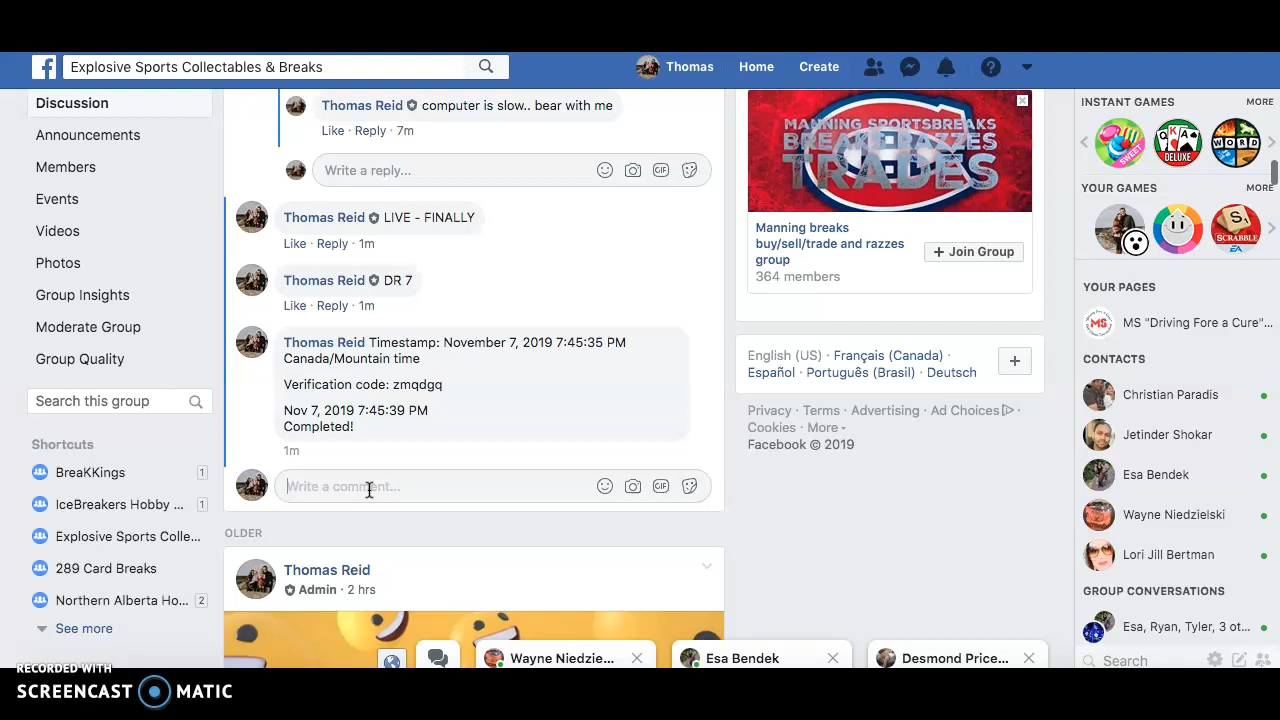 Explosive Sports Collectables & Breaks
Thomas
Home
Create
Discussion
Announcements
Members
Events
Videos
Photos
Group Insights
Moderate Group
Group Quality
Search this group
Shortcuts
BreaKKings 1
IceBreakers Hobby ... 1
Explosive Sports Colle...
289 Card Breaks
Northern Alberta Ho... 2
See more
Thomas Reid computer is slow.. bear with me
Like · Reply · 7m
Write a reply...
GIF
Thomas Reid LIVE - FINALLY
Like · Reply · 1m
Thomas Reid DR 7
Like · Reply · 1m
Thomas Reid Timestamp: November 7, 2019 7:45:35 PM
Canada/Mountain time
Verification code: zmqdgq
Nov 7, 2019 7:45:39 PM
Completed!
1m
Write a comment...
GIF
OLDER
Thomas Reid
Admin · 2 hrs
MANNING SPORTSBREAKS
BREAKS RAZZES
TRADES
Manning breaks
buy/sell/trade and razzes
group
364 members
+ Join Group
English (US) · Français (Canada) ·
Español · Português (Brasil) · Deutsch
Privacy · Terms · Advertising · Ad Choices ·
Cookies · More
Facebook © 2019
INSTANT GAMES
MORE
SWEET
DELUXE
WORD
YOUR GAMES
MORE
SCRABBLE
EA
YOUR PAGES
MS "Driving Fore a Cure"...
CONTACTS
Christian Paradis
Jetinder Shokar
Esa Bendek
Wayne Niedzielski
Lori Jill Bertman
GROUP CONVERSATIONS
Esa, Ryan, Tyler, 3 ot...
Search
Wayne Niedzie...
Esa Bendek
Desmond Price...
RECORDED WITH
SCREENCAST MATIC